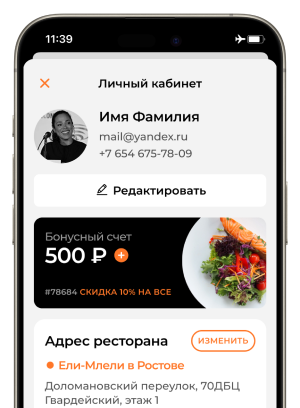 11:39
Личный кабинет
Имя Фамилия
mail@yandex.ru
+7 654 675-78-09
Редактировать
Бонусный счет
500 ₽ +
#78684 СКИДКА 10% НА ВСЕ
Адрес ресторана
ИЗМЕНИТЬ
Ели-Млели в Ростове
Доломановский переулок, 70ДБЦ
Гвардейский, этаж 1